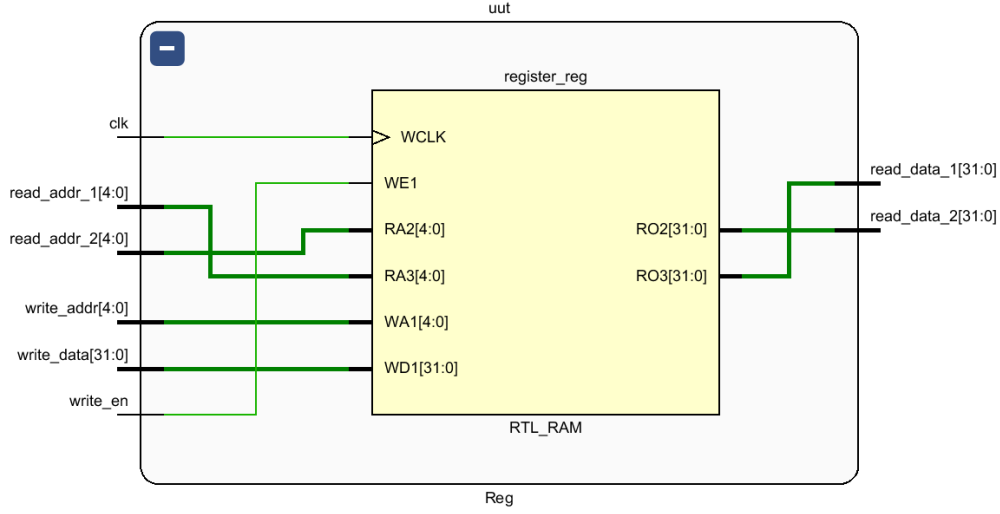 uut
register_reg
clk
WCLK
read_addr_1[4:0]
WE1
read_data_1[31:0]
read_addr_2[4:0]
RA2[4:0]
RO2[31:0]
read_data_2[31:0]
RA3[4:0]
RO3[31:0]
write_addr[4:0]
WA1[4:0]
write_data[31:0]
WD1[31:0]
write_en
RTL_RAM
Reg